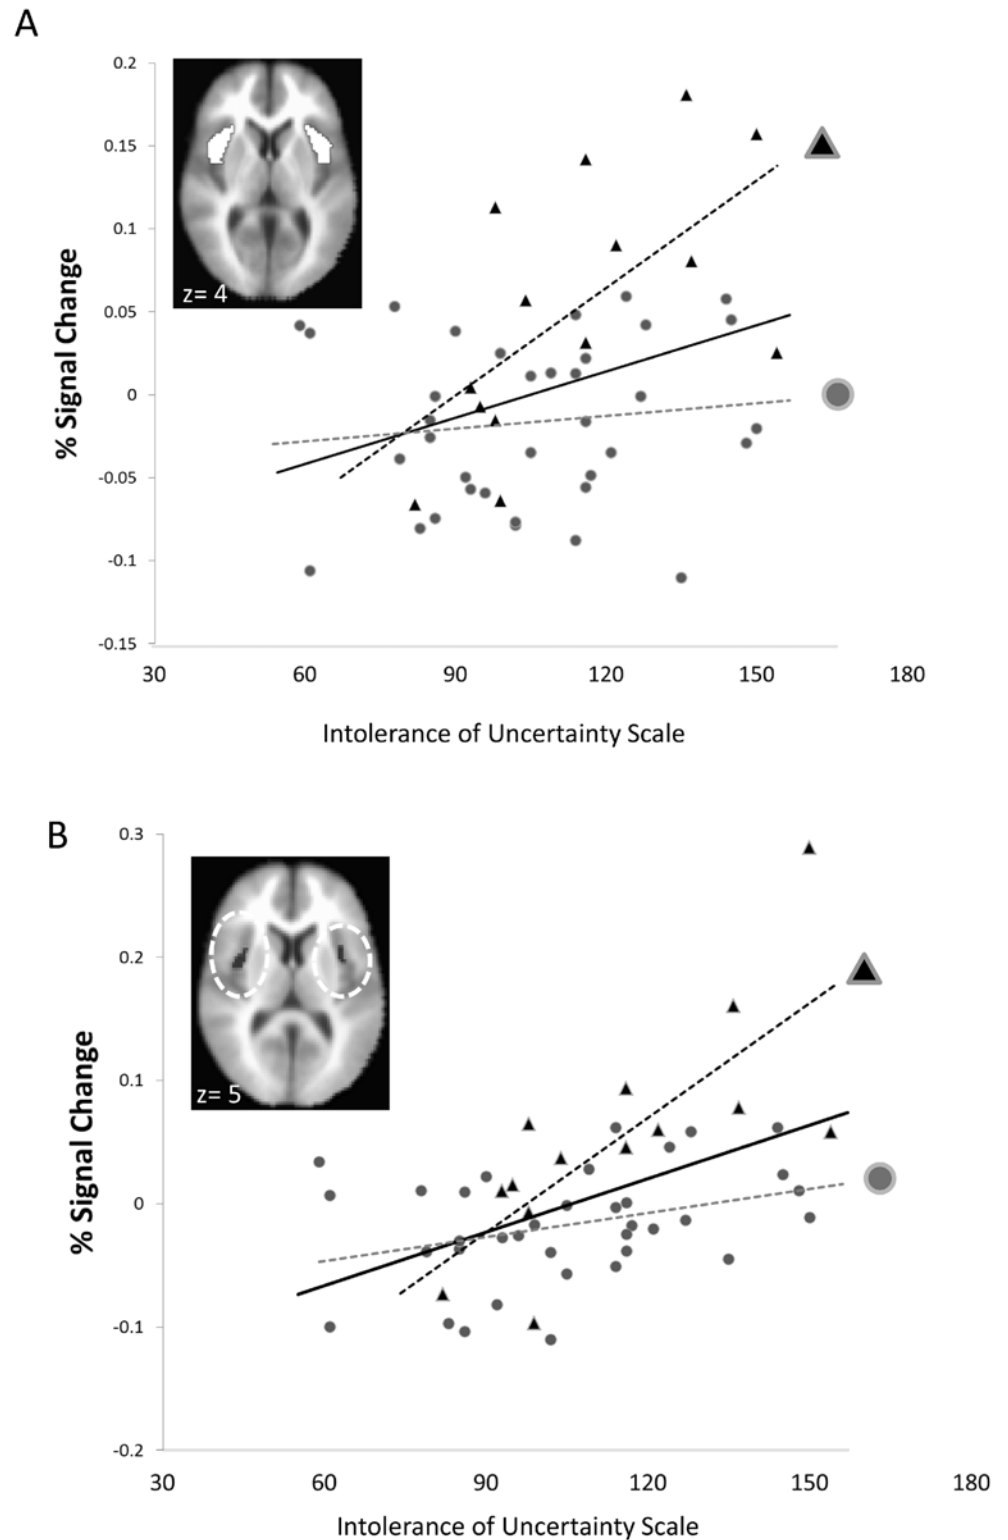 A
0.2
0.15
0.1
0.05
0
-0.05
-0.1
-0.15
% Signal Change
z= 4
30 60 90 120 150 180
Intolerance of Uncertainty Scale
B
0.3
0.2
0.1
0
-0.1
-0.2
% Signal Change
z= 5
30 60 90 120 150 180
Intolerance of Uncertainty Scale